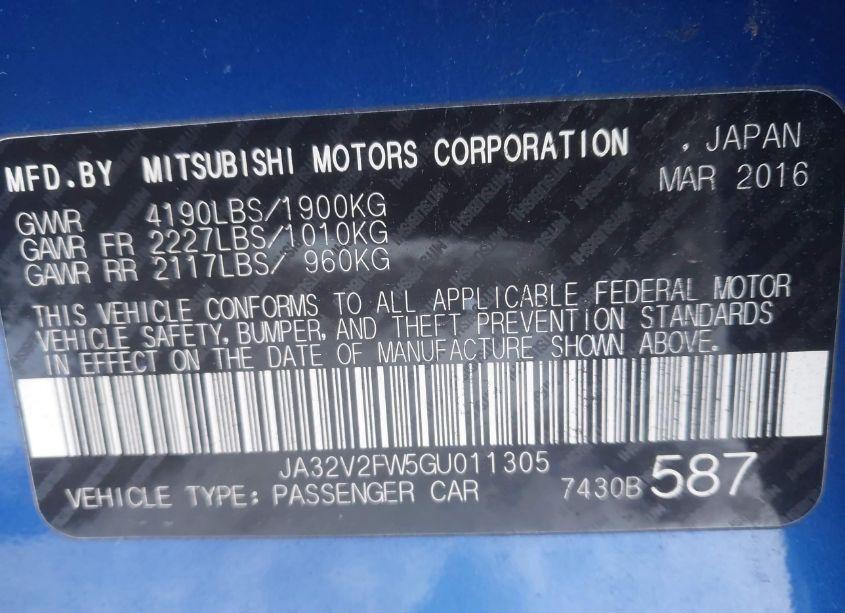 MFD.BY MITSUBISHI MOTORS CORPORATION , JAPAN
MAR 2016
GVWR 4190LBS/1900KG
GAWR FR 2227LBS/1010KG
GAWR RR 2117LBS/ 960KG
THIS VEHICLE CONFORMS TO ALL APPLICABLE FEDERAL MOTOR
VEHICLE SAFETY, BUMPER, AND THEFT PREVENTION STANDARDS
IN EFFECT ON THE DATE OF MANUFACTURE SHOWN ABOVE.
JA32V2FW5GU011305
VEHICLE TYPE: PASSENGER CAR 7430B 587